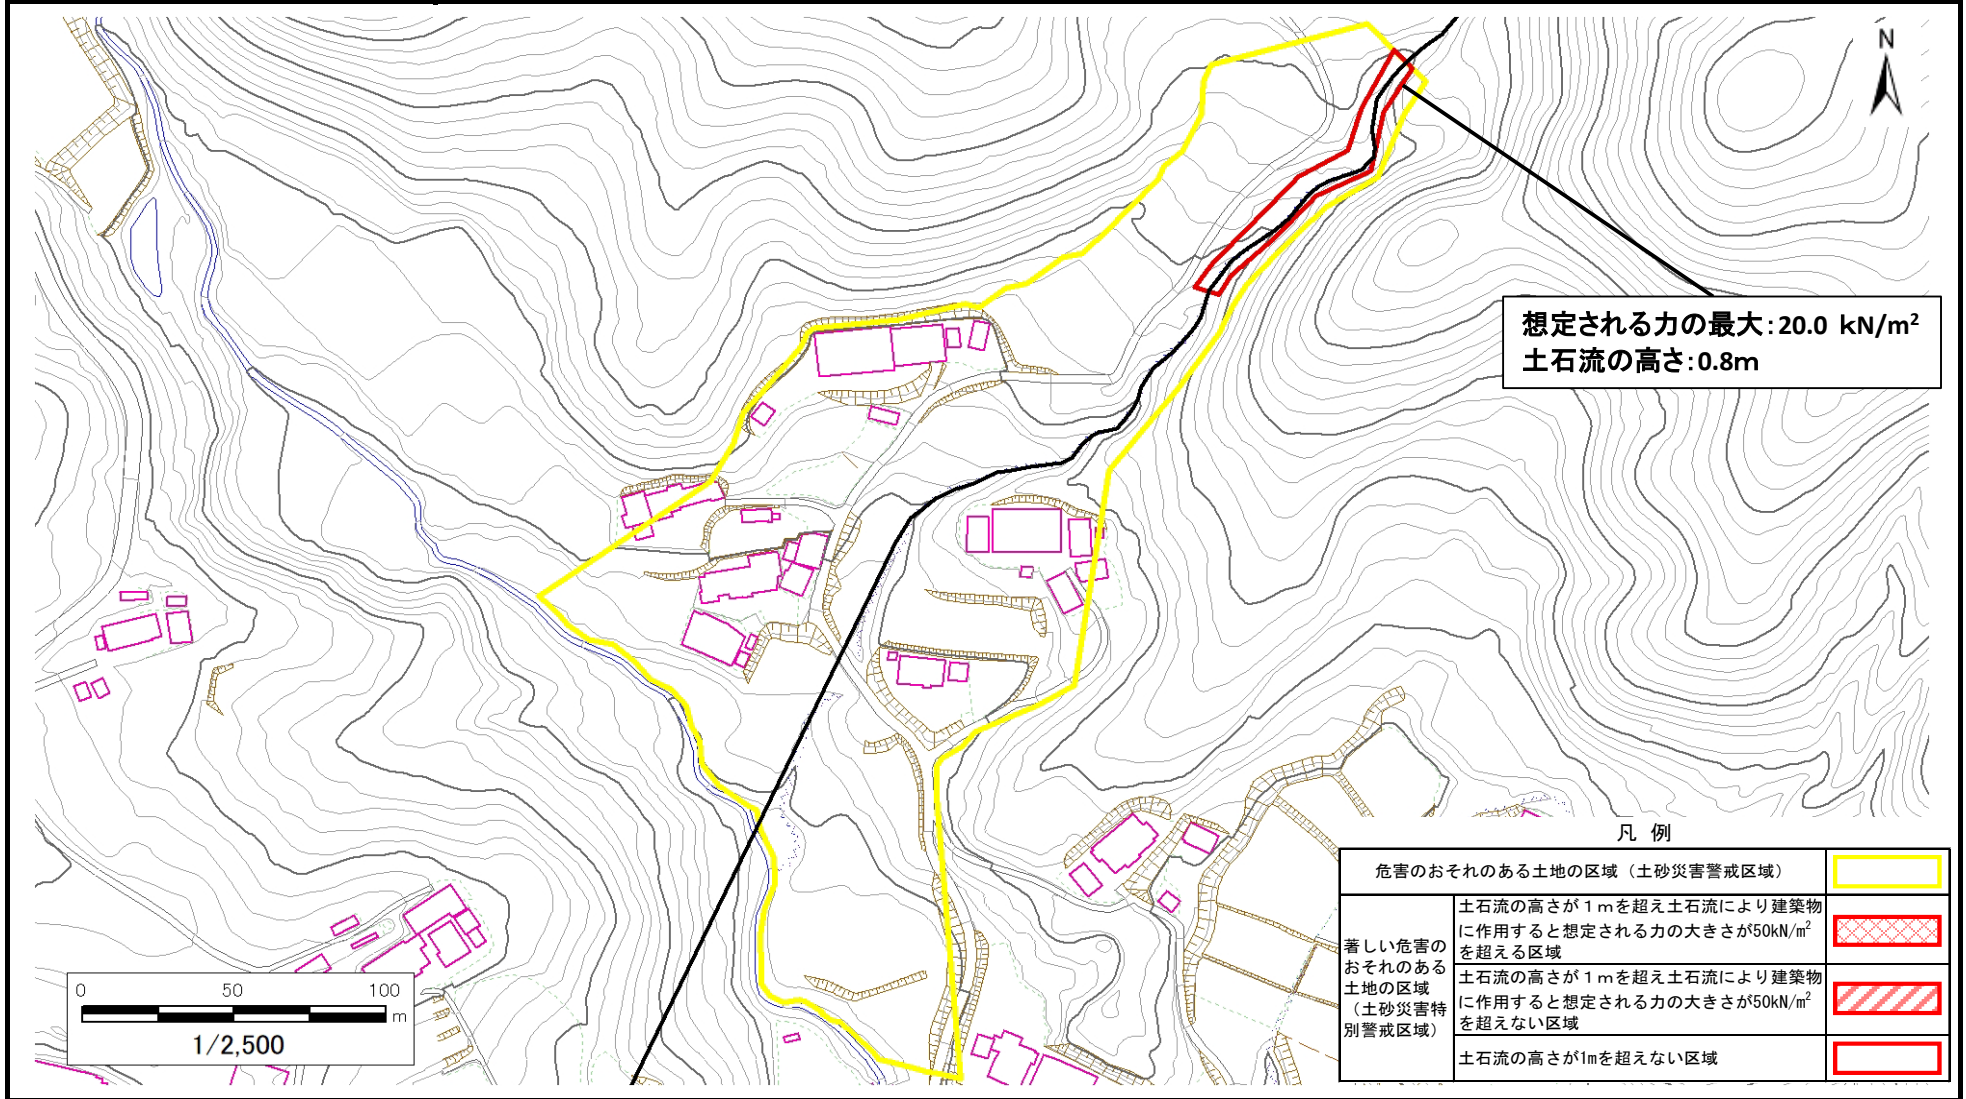 N
想定される力の最大：20.0 kN/m²
土石流の高さ：0.8m
凡 例
危害のおそれのある土地の区域（土砂災害警戒区域）
著しい危害の
おそれのある
土地の区域
（土砂災害特
別警戒区域）
土石流の高さが１ｍを超え土石流により建築物
に作用すると想定される力の大きさが50kN/m²
を超える区域
土石流の高さが１ｍを超え土石流により建築物
に作用すると想定される力の大きさが50kN/m²
を超えない区域
土石流の高さが1mを超えない区域
0 50 100
m
1/2,500